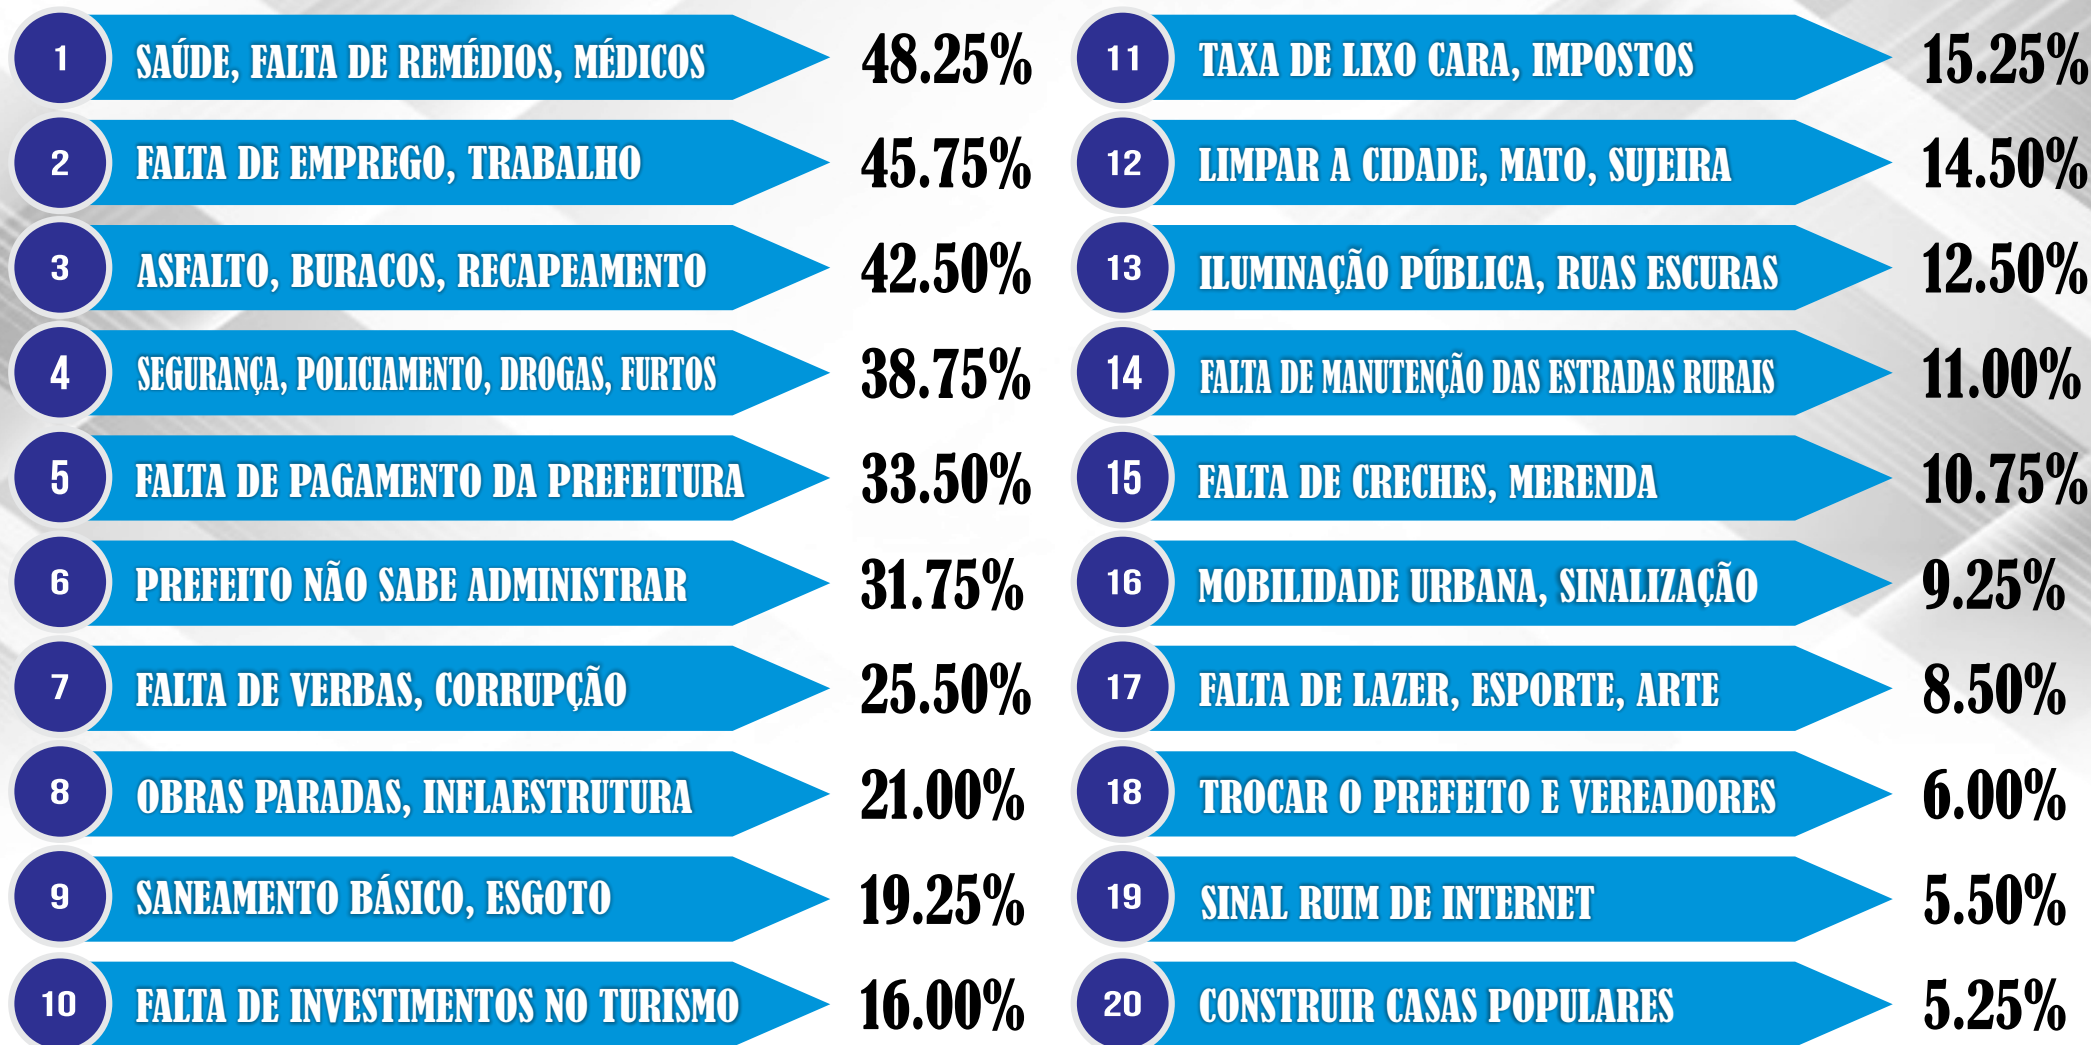 1 SAÚDE, FALTA DE REMÉDIOS, MÉDICOS 48.25%
2 FALTA DE EMPREGO, TRABALHO 45.75%
3 ASFALTO, BURACOS, RECAPEAMENTO 42.50%
4 SEGURANÇA, POLICIAMENTO, DROGAS, FURTOS 38.75%
5 FALTA DE PAGAMENTO DA PREFEITURA 33.50%
6 PREFEITO NÃO SABE ADMINISTRAR 31.75%
7 FALTA DE VERBAS, CORRUPÇÃO 25.50%
8 OBRAS PARADAS, INFLAESTRUTURA 21.00%
9 SANEAMENTO BÁSICO, ESGOTO 19.25%
10 FALTA DE INVESTIMENTOS NO TURISMO 16.00%
11 TAXA DE LIXO CARA, IMPOSTOS 15.25%
12 LIMPAR A CIDADE, MATO, SUJEIRA 14.50%
13 ILUMINAÇÃO PÚBLICA, RUAS ESCURAS 12.50%
14 FALTA DE MANUTENÇÃO DAS ESTRADAS RURAIS 11.00%
15 FALTA DE CRECHES, MERENDA 10.75%
16 MOBILIDADE URBANA, SINALIZAÇÃO 9.25%
17 FALTA DE LAZER, ESPORTE, ARTE 8.50%
18 TROCAR O PREFEITO E VEREADORES 6.00%
19 SINAL RUIM DE INTERNET 5.50%
20 CONSTRUIR CASAS POPULARES 5.25%